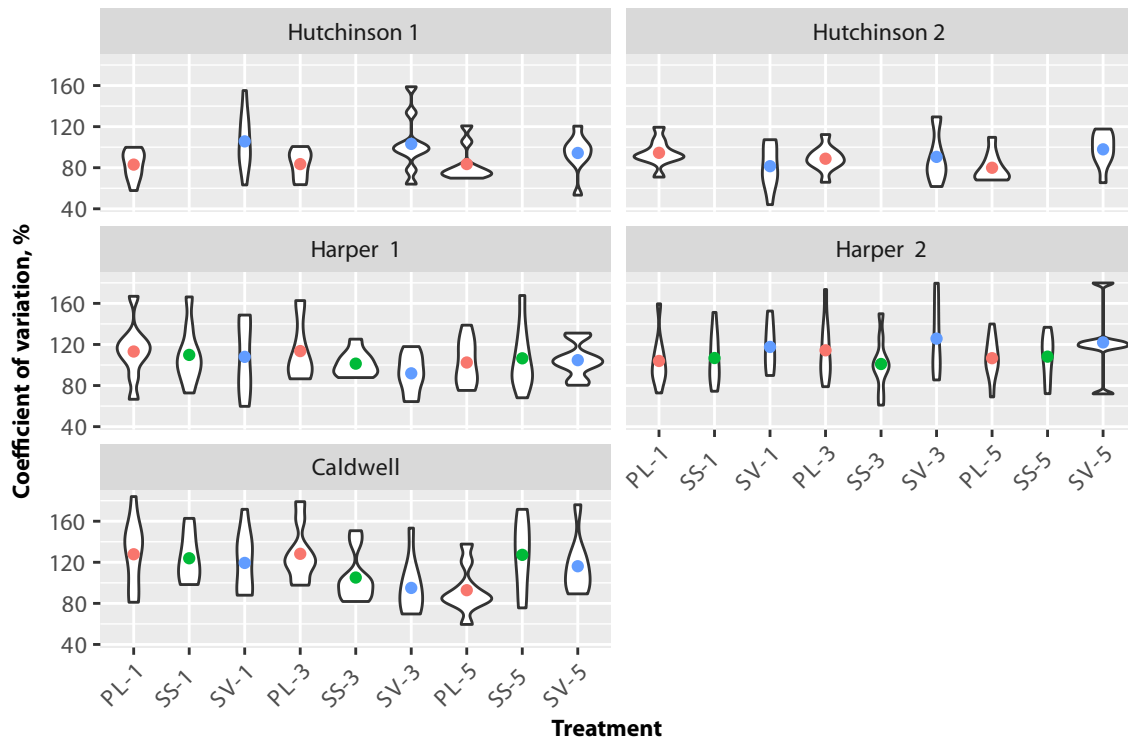 Hutchinson 1
Hutchinson 2
160
120
80
40
Harper  1
Harper  2
160
120
80
40
Caldwell
160
120
80
40
PL-1
SS-1
SV-1
PL-3
SS-3
SV-3
PL-5
SS-5
SV-5
PL-1
SS-1
SV-1
PL-3
SS-3
SV-3
PL-5
SS-5
SV-5
Coefficient of variation, %
Treatment